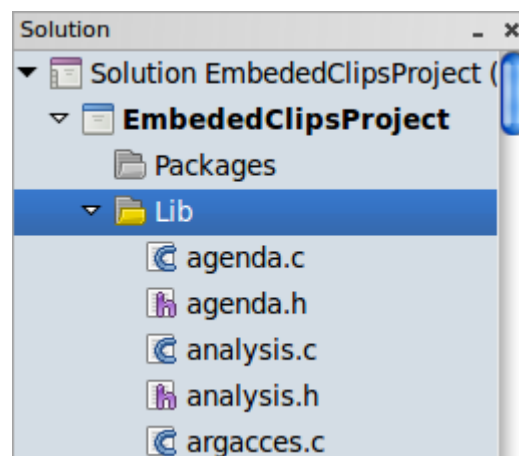 Solution
Solution EmbededClipsProject (
EmbededClipsProject
Packages
Lib
agenda.c
agenda.h
analysis.c
analysis.h
argacces.c